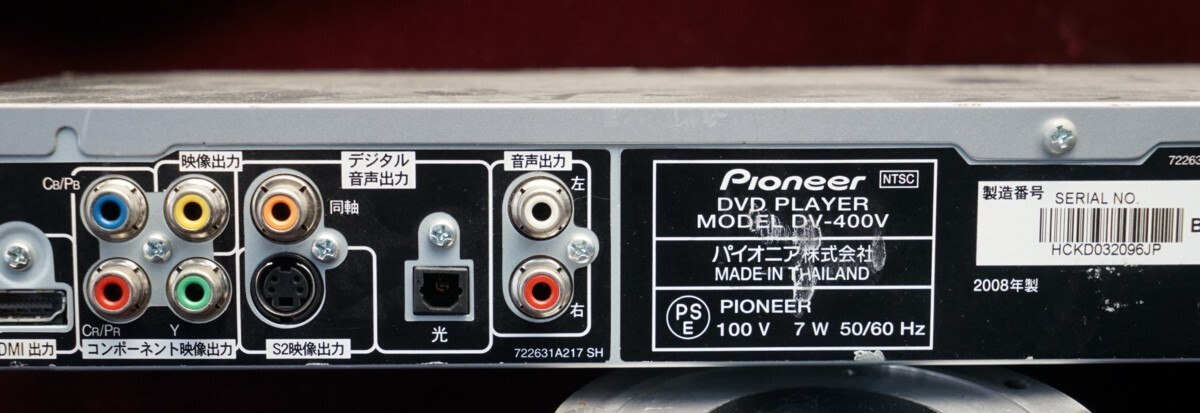 CB/PB
映像出力
デジタル
音声出力
同軸
音声出力
左
右
CR/PR
Y
DMI 出力
コンポーネント映像出力
S2映像出力
光
722631A217 SH
Pioneer NTSC
DVD PLAYER
MODEL DV-400V
パイオニア株式会社
MADE IN THAILAND
PSE PIONEER
100 V 7 W 50/60 Hz
72263
製造番号 SERIAL NO.
HCKD032096JP
2008年製